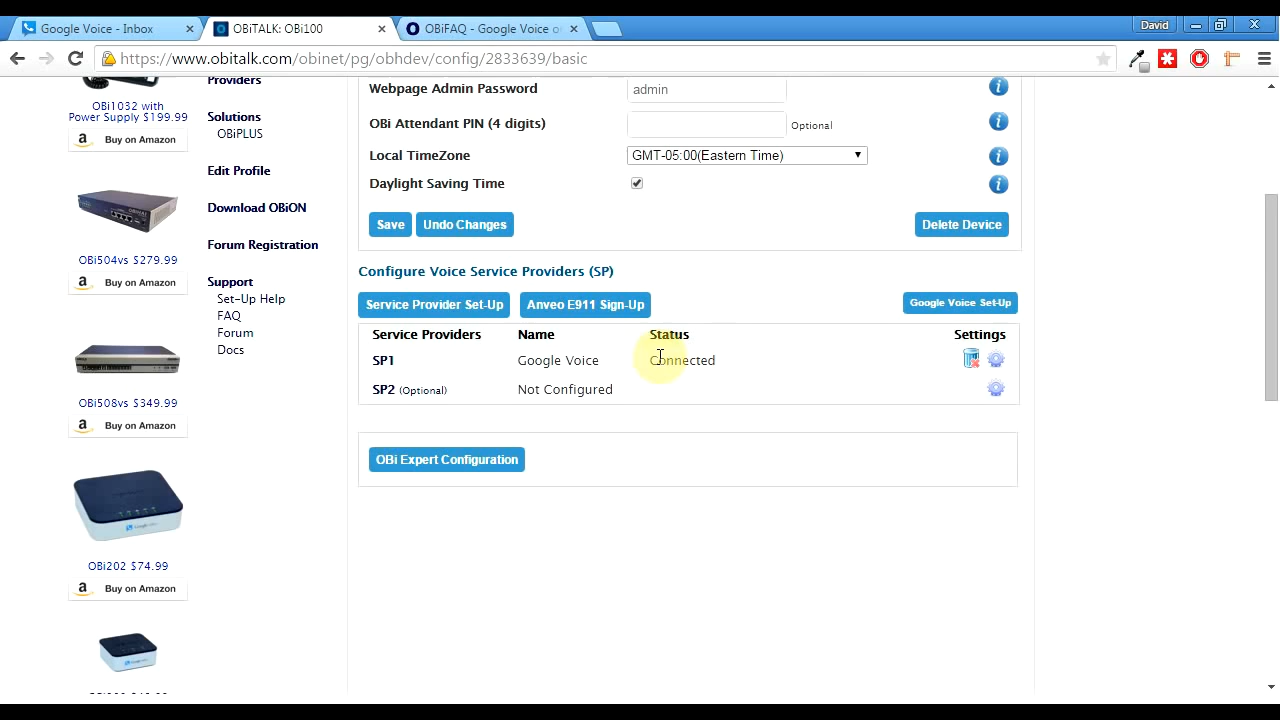 Google Voice - Inbox
OBiTALK: OBi100
OBiFAQ - Google Voice o
David
https://www.obitalk.com/obinet/pg/obhdev/config/2833639/basic
OBi1032 with
Power Supply $199.99
Buy on Amazon
OBi504vs $279.99
Buy on Amazon
OBi508vs $349.99
Buy on Amazon
OBi202 $74.99
Buy on Amazon
Providers
Solutions
OBiPLUS
Edit Profile
Download OBiON
Forum Registration
Support
Set-Up Help
FAQ
Forum
Docs
Webpage Admin Password admin
OBi Attendant PIN (4 digits) Optional
Local TimeZone GMT-05:00(Eastern Time)
Daylight Saving Time
Save Undo Changes Delete Device
Configure Voice Service Providers (SP)
Service Provider Set-Up Anveo E911 Sign-Up Google Voice Set-Up
Service Providers Name Status Settings
SP1 Google Voice Connected
SP2 (Optional) Not Configured
OBi Expert Configuration